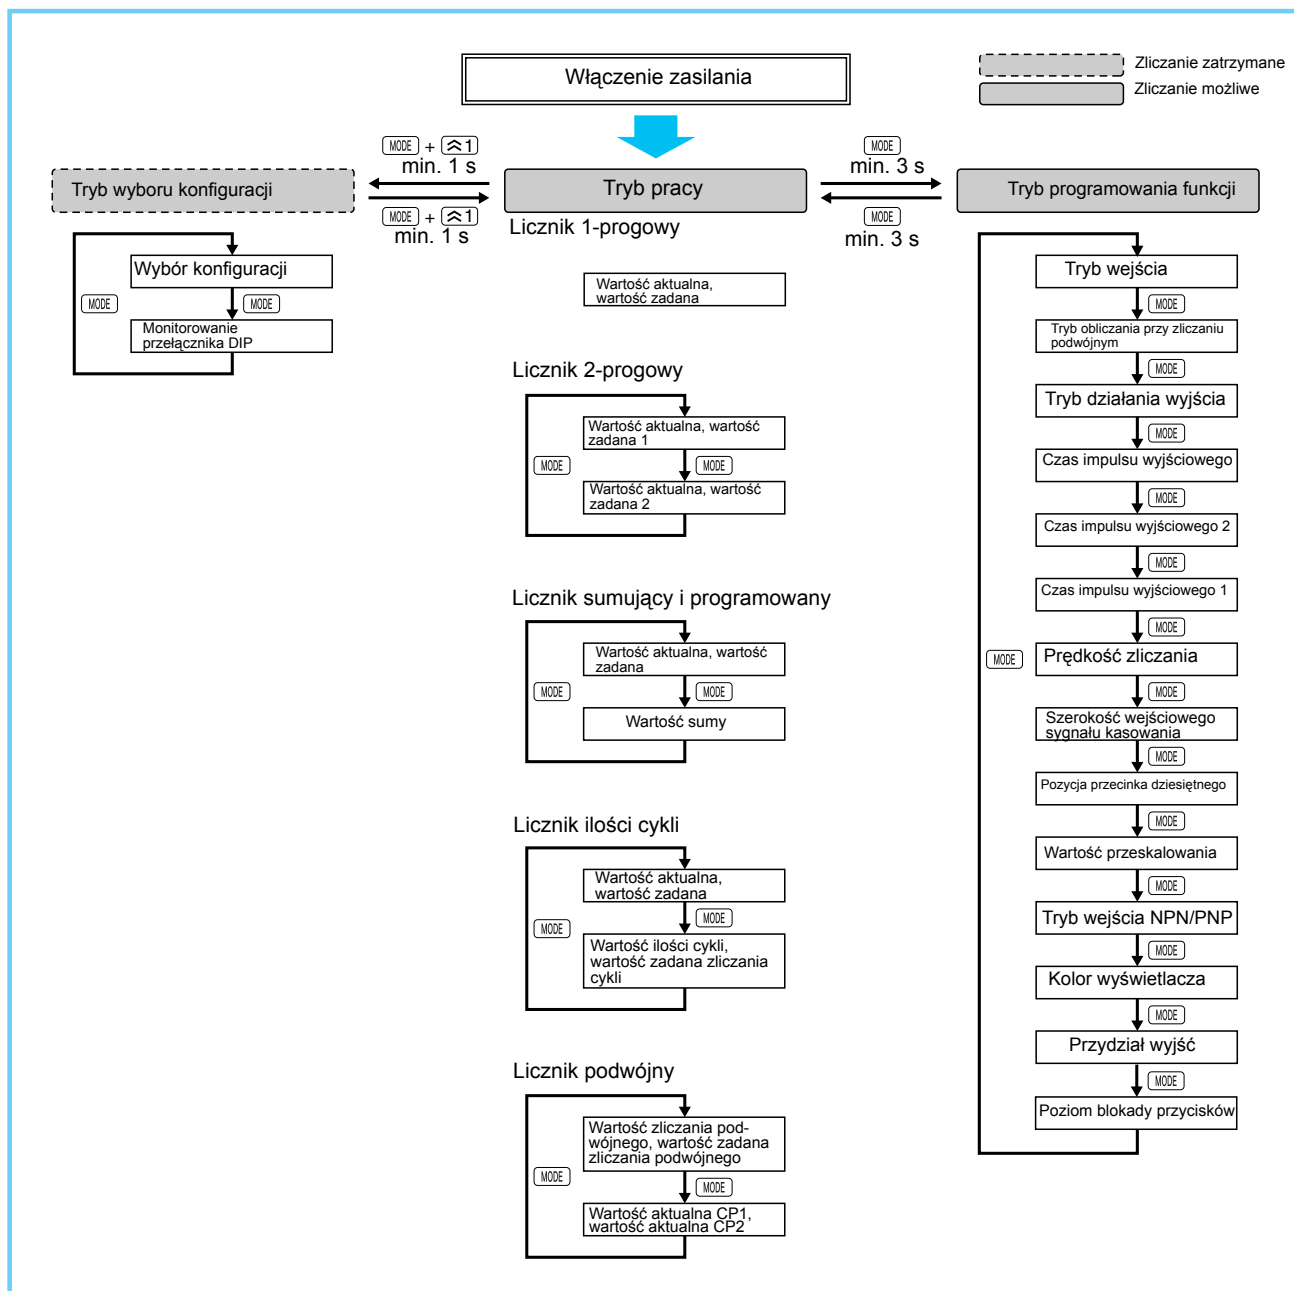 Włączenie zasilania
Zliczanie zatrzymane
Zliczanie możliwe
MODE + 1
min. 1 s
MODE
min. 3 s
Tryb wyboru konfiguracji
Tryb pracy
Tryb programowania funkcji
MODE + 1
min. 1 s
MODE
min. 3 s
Wybór konfiguracji
MODE
MODE
Monitorowanie
przełącznika DIP
Licznik 1-progowy
Wartość aktualna,
wartość zadana
Licznik 2-progowy
Wartość aktualna, wartość
zadana 1
MODE
MODE
Wartość aktualna, wartość
zadana 2
Licznik sumujący i programowany
Wartość aktualna, wartość
zadana
MODE
MODE
Wartość sumy
Licznik ilości cykli
Wartość aktualna,
wartość zadana
MODE
MODE
Wartość ilości cykli,
wartość zadana zliczania
cykli
Licznik podwójny
Wartość zliczania pod-
wójnego, wartość zadana
zliczania podwójnego
MODE
MODE
Wartość aktualna CP1,
wartość aktualna CP2
Tryb wejścia
MODE
Tryb obliczania przy zliczaniu
podwójnym
MODE
Tryb działania wyjścia
MODE
Czas impulsu wyjściowego
MODE
Czas impulsu wyjściowego 2
MODE
Czas impulsu wyjściowego 1
MODE
MODE
Prędkość zliczania
MODE
Szerokość wejściowego
sygnału kasowania
MODE
Pozycja przecinka dziesiętnego
MODE
Wartość przeskalowania
MODE
Tryb wejścia NPN/PNP
MODE
Kolor wyświetlacza
MODE
Przydział wyjść
MODE
Poziom blokady przycisków